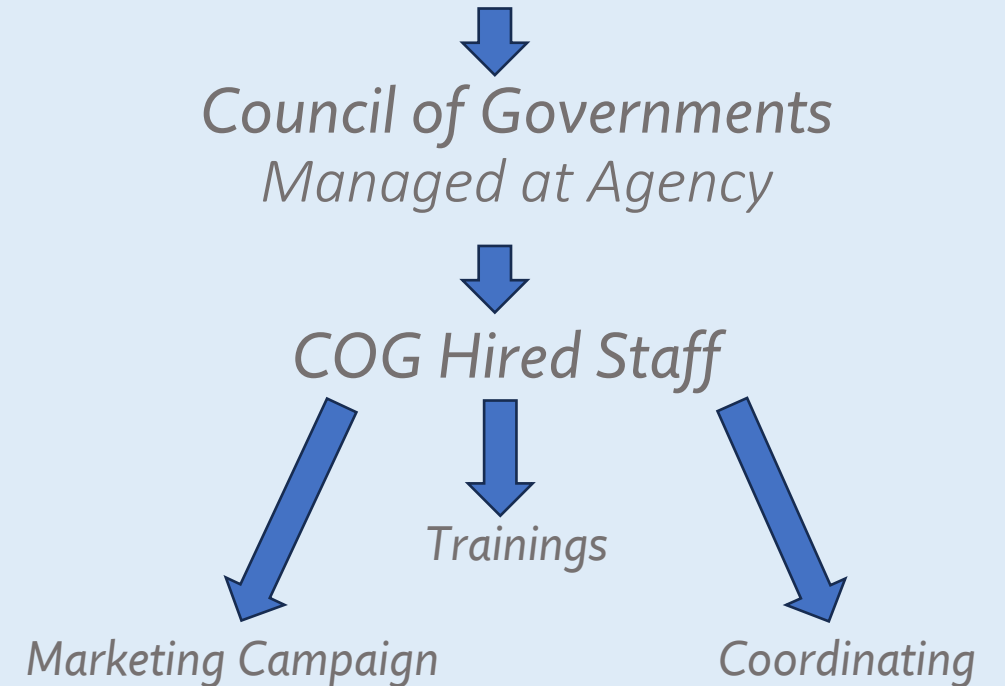 Council of Governments
Managed at Agency
COG Hired Staff
Trainings
Marketing Campaign
Coordinating